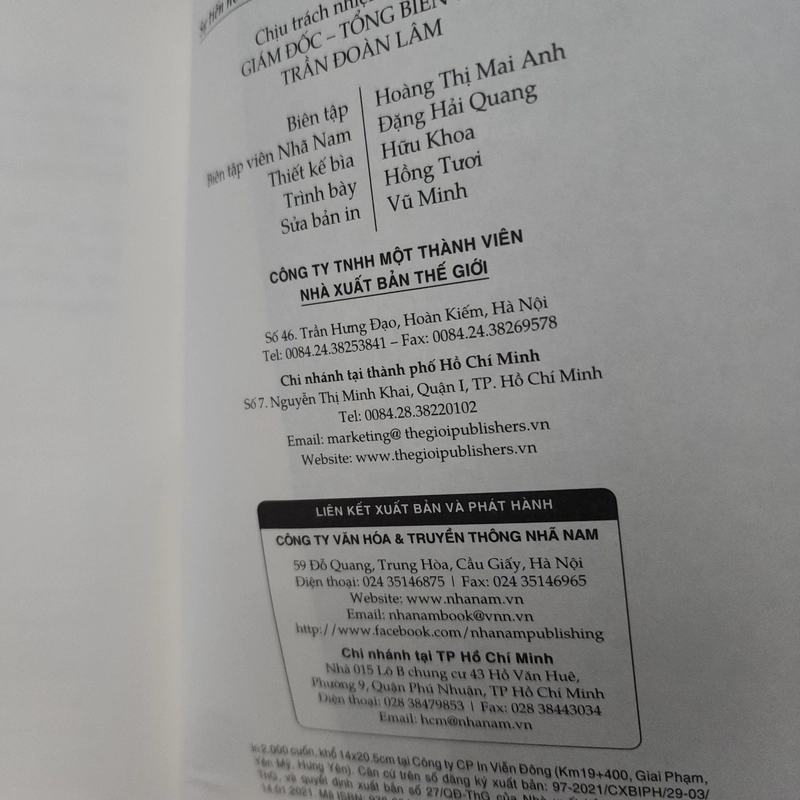 Chịu trách nhiệ
GIÁM ĐỐC – TỔNG BIÊN
TRẦN ĐOÀN LÂM
Biên tập Hoàng Thị Mai Anh
Biên tập viên Nhã Nam Đặng Hải Quang
Thiết kế bìa Hữu Khoa
Trình bày Hồng Tươi
Sửa bản in Vũ Minh
CÔNG TY TNHH MỘT THÀNH VIÊN
NHÀ XUẤT BẢN THẾ GIỚI
Số 46. Trần Hưng Đạo, Hoàn Kiếm, Hà Nội
Tel: 0084.24.38253841 – Fax: 0084.24.38269578
Chi nhánh tại thành phố Hồ Chí Minh
Số 7. Nguyễn Thị Minh Khai, Quận I, TP. Hồ Chí Minh
Tel: 0084.28.38220102
Email: marketing@ thegioipublishers.vn
Website: www.thegioipublishers.vn
LIÊN KẾT XUẤT BẢN VÀ PHÁT HÀNH
CÔNG TY VĂN HÓA & TRUYỀN THÔNG NHÃ NAM
59 Đỗ Quang, Trung Hòa, Cầu Giấy, Hà Nội
Điện thoại: 024 35146875 | Fax: 024 35146965
Website: www.nhanam.vn
Email: nhanambook@vnn.vn
http://www.facebook.com/nhanampublishing
Chi nhánh tại TP Hồ Chí Minh
Nhà 015 Lô B chung cư 43 Hồ Văn Huê,
Phường 9, Quận Phú Nhuận, TP Hồ Chí Minh
Điện thoại: 028 38479853 | Fax: 028 38443034
Email: hcm@nhanam.vn
In 2.000 cuốn, khổ 14x20.5cm tại Công ty CP In Viễn Đông (Km19+400, Giai Phạm,
Yên Mỹ, Hưng Yên). Căn cứ trên số đăng ký xuất bản: 97-2021/CXBIPH/29-03/
ThG, và quyết định xuất bản số 27/QĐ-ThG của
14.01.2021. Mã ISBN: